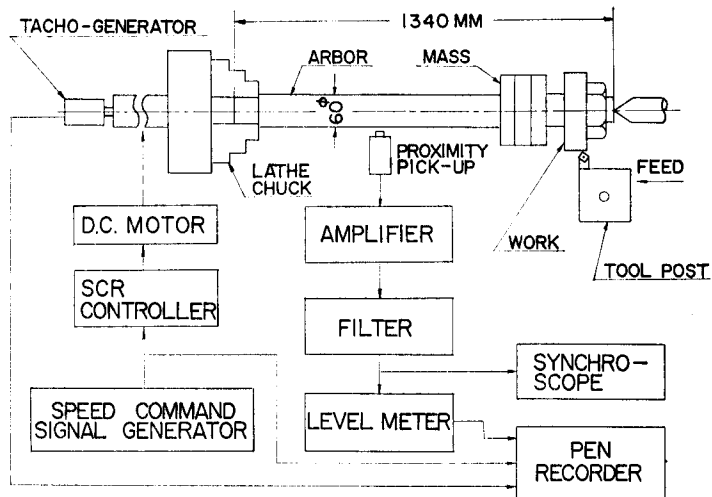 1340 MM
TACHO-GENERATOR
ARBOR
MASS
φ60
LATHE
CHUCK
PROXIMITY
PICK-UP
FEED
WORK
TOOL POST
D.C. MOTOR
AMPLIFIER
SCR
CONTROLLER
FILTER
SYNCHRO-
SCOPE
SPEED COMMAND
SIGNAL GENERATOR
LEVEL METER
PEN
RECORDER